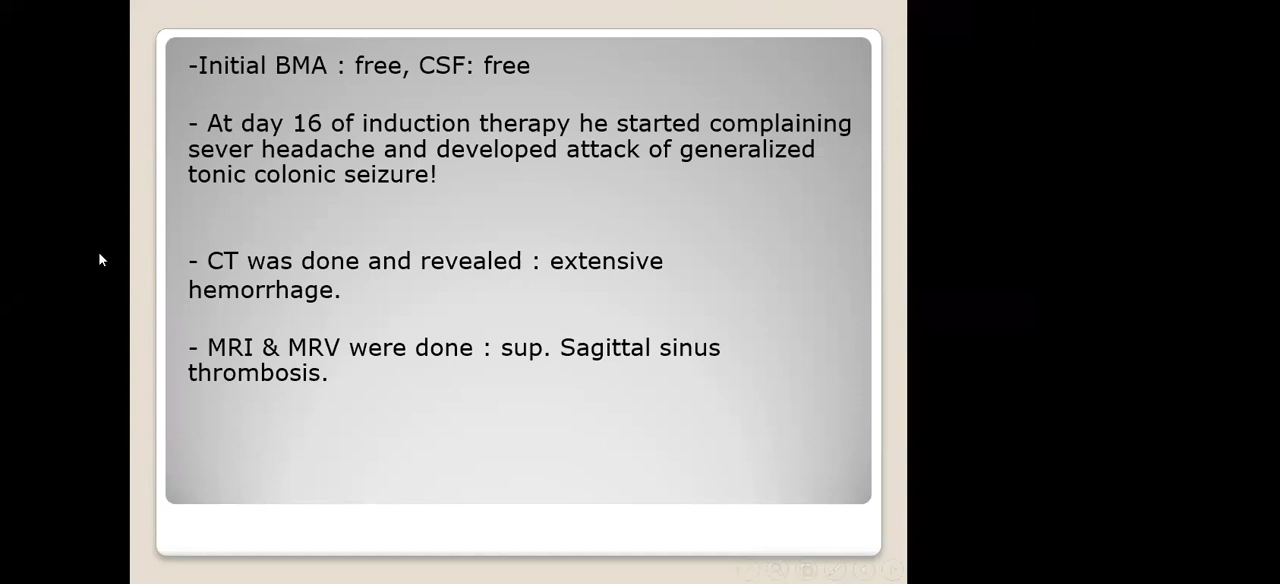 -Initial BMA : free, CSF: free
- At day 16 of induction therapy he started complaining
sever headache and developed attack of generalized
tonic colonic seizure!
- CT was done and revealed : extensive
hemorrhage.
- MRI & MRV were done : sup. Sagittal sinus
thrombosis.